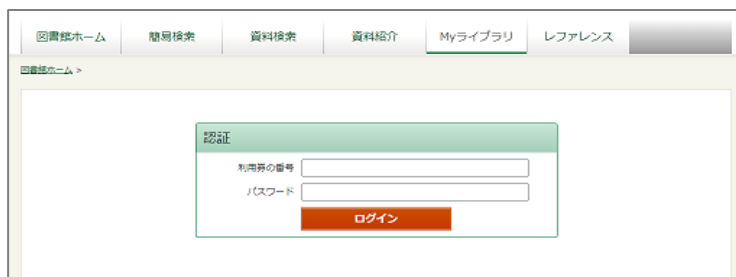 図書館ホーム 簡易検索 資料検索 資料紹介 Myライブラリ レファレンス
図書館ホーム >
認証
利用券の番号
パスワード
ログイン